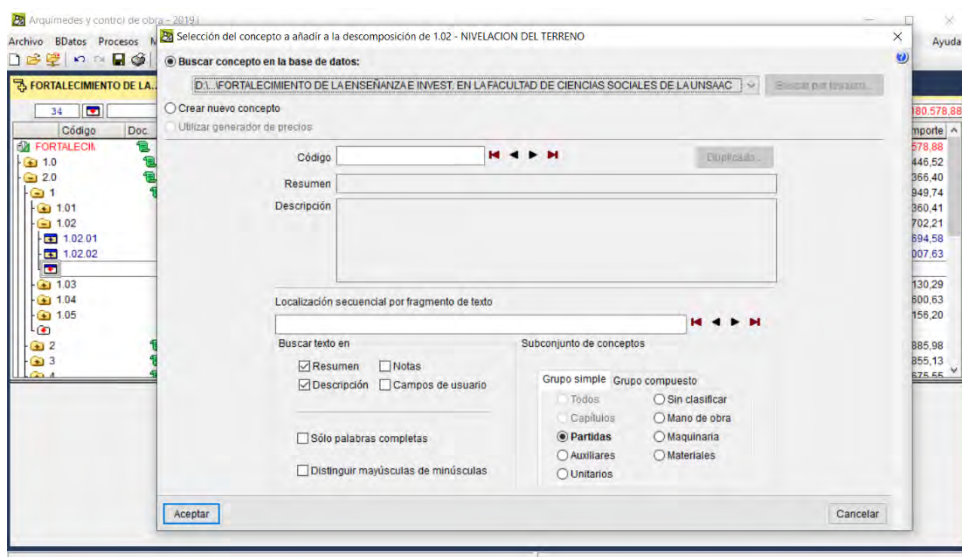 Arquímedes y control de obra - 2019.i
Archivo BDatos Procesos
Ayuda
FORTALECIMIENTO DE LA...
34
Código Doc
FORTALECIM
1.0
2.0
1
1.01
1.02
1.02.01
1.02.02
1.03
1.04
1.05
2
3
4
Selección del concepto a añadir a la descomposición de 1.02 - NIVELACION DEL TERRENO
Buscar concepto en la base de datos:
D:\...\FORTALECIMIENTO DE LA ENSEÑANZA E INVEST. EN LA FACULTAD DE CIENCIAS SOCIALES DE LA UNSAAC
Crear nuevo concepto
Utilizar generador de precios
Código
Duplicado...
Resumen
Descripción
Localización secuencial por fragmento de texto
Buscar texto en
Resumen Notas
Descripción Campos de usuario
Sólo palabras completas
Distinguir mayúsculas de minúsculas
Subconjunto de conceptos
Grupo simple Grupo compuesto
Todos Sin clasificar
Capítulos Mano de obra
Partidas Maquinaria
Auxiliares Materiales
Unitarios
Aceptar Cancelar
380.578,88
mporte
578,88
446,52
366,40
949,74
360,41
702,21
694,58
007,63
130,29
600,63
156,20
885,98
855,13
675,55